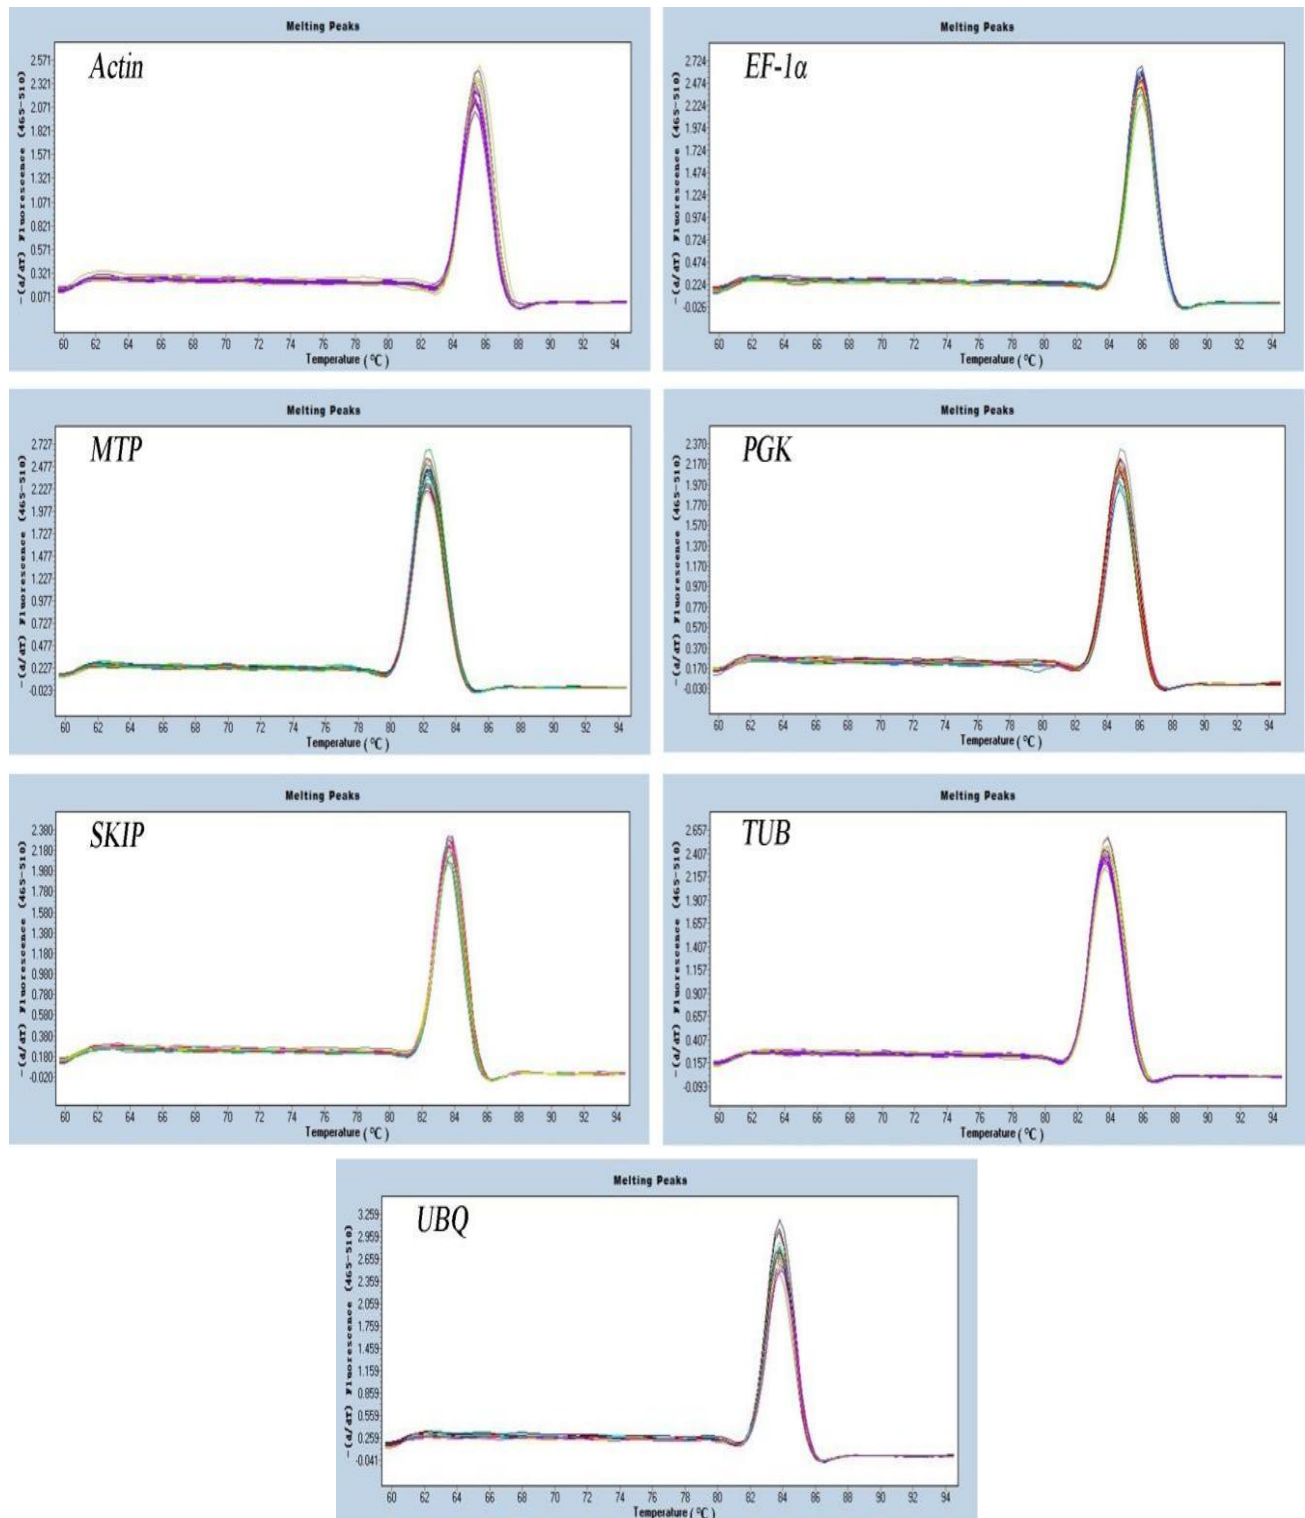 Melting Peaks
Actin
-(d/dT) Fluorescence (465-510)
2.571
2.321
2.071
1.821
1.571
1.321
1.071
0.821
0.571
0.321
0.071
60 62 64 66 68 70 72 74 76 78 80 82 84 86 88 90 92 94
Temperature (°C)
Melting Peaks
EF-1α
-(d/dT) Fluorescence (465-510)
2.724
2.474
2.224
1.974
1.724
1.474
1.224
0.974
0.724
0.474
0.224
-0.026
60 62 64 66 68 70 72 74 76 78 80 82 84 86 88 90 92 94
Temperature (°C)
Melting Peaks
MTP
-(d/dT) Fluorescence (465-510)
2.727
2.477
2.227
1.977
1.727
1.477
1.227
0.977
0.727
0.477
0.227
-0.023
60 62 64 66 68 70 72 74 76 78 80 82 84 86 88 90 92 94
Temperature (°C)
Melting Peaks
PGK
-(d/dT) Fluorescence (465-510)
2.370
2.170
1.970
1.770
1.570
1.370
1.170
0.970
0.770
0.570
0.370
0.170
-0.030
60 62 64 66 68 70 72 74 76 78 80 82 84 86 88 90 92 94
Temperature (°C)
Melting Peaks
SKIP
-(d/dT) Fluorescence (465-510)
2.380
2.180
1.980
1.780
1.580
1.380
1.180
0.980
0.780
0.580
0.380
0.180
-0.020
60 62 64 66 68 70 72 74 76 78 80 82 84 86 88 90 92 94
Temperature (°C)
Melting Peaks
TUB
-(d/dT) Fluorescence (465-510)
2.657
2.407
2.157
1.907
1.657
1.407
1.157
0.907
0.657
0.407
0.157
-0.093
60 62 64 66 68 70 72 74 76 78 80 82 84 86 88 90 92 94
Temperature (°C)
Melting Peaks
UBQ
-(d/dT) Fluorescence (465-510)
3.259
2.959
2.659
2.359
2.059
1.759
1.459
1.159
0.859
0.559
0.259
-0.041
60 62 64 66 68 70 72 74 76 78 80 82 84 86 88 90 92 94
Temperature (°C)